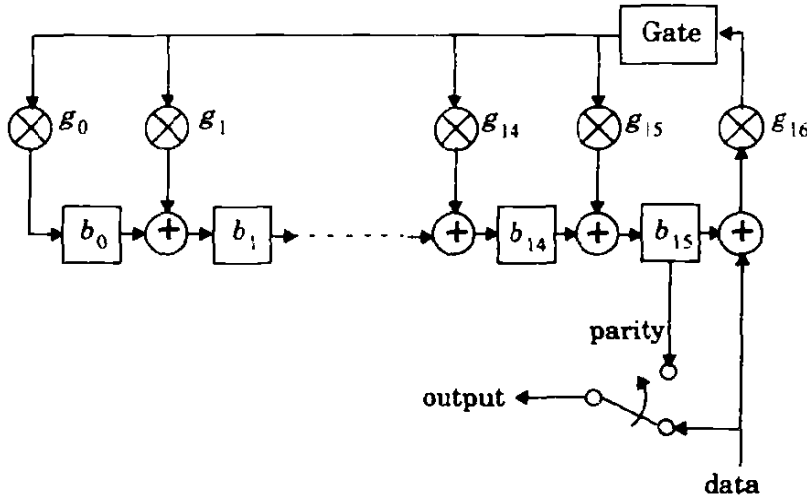 Gate
g₀ g₁ g₁₄ g₁₅ g₁₆
b₀ + b₁ + b₁₄ + b₁₅ +
parity
output
data